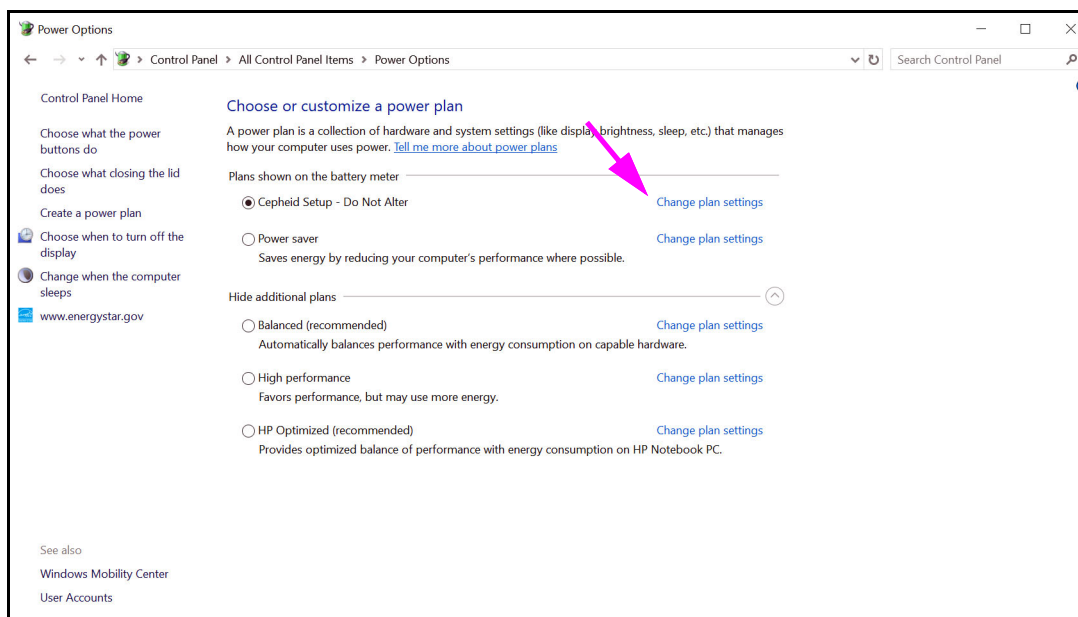 Power Options
Control Panel > All Control Panel Items > Power Options
Search Control Panel
Control Panel Home
Choose what the power
buttons do
Choose what closing the lid
does
Create a power plan
Choose when to turn off the
display
Change when the computer
sleeps
www.energystar.gov
See also
Windows Mobility Center
User Accounts
Choose or customize a power plan
A power plan is a collection of hardware and system settings (like display brightness, sleep, etc.) that manages
how your computer uses power. Tell me more about power plans
Plans shown on the battery meter
Cepheid Setup - Do Not Alter Change plan settings
Power saver Change plan settings
Saves energy by reducing your computer's performance where possible.
Hide additional plans
Balanced (recommended) Change plan settings
Automatically balances performance with energy consumption on capable hardware.
High performance Change plan settings
Favors performance, but may use more energy.
HP Optimized (recommended) Change plan settings
Provides optimized balance of performance with energy consumption on HP Notebook PC.